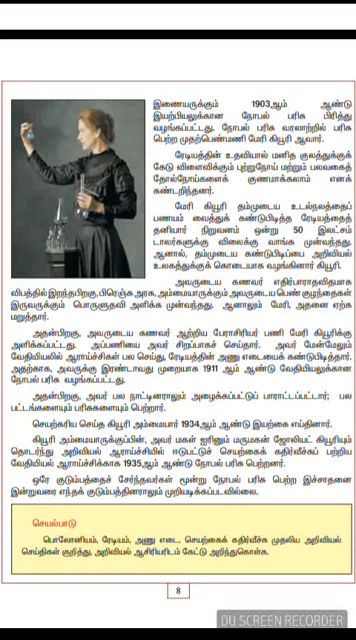 இணையருக்கும் 1903ஆம் ஆண்டு
இயற்பியலுக்கான நோபல் பரிசு பிரித்து
வழங்கப்பட்டது. நோபல் பரிசு வரலாற்றில் பரிசு
பெற்ற முதற்பெண்மணி மேரி கியூரி ஆவார்.
ரேடியத்தின் உதவியால் மனித குலத்துக்குக்
கேடு விளைவிக்கும் புற்றுநோய் மற்றும் பலவகைத்
தோல்நோய்களைக் குணமாக்கலாம் எனக்
கண்டறிந்தனர்.
மேரி கியூரி தம்முடைய உடல்நலத்தைப்
பணயம் வைத்துக் கண்டுபிடித்த ரேடியத்தைத்
தனியார் நிறுவனம் ஒன்று 50 இலட்சம்
டாலர்களுக்கு விலைக்கு வாங்க முன்வந்தது.
ஆனால், தம்முடைய கண்டுபிடிப்பை அறிவியல்
உலகத்துக்குக் கொடையாக வழங்கினார் கியூரி.
அவருடைய கணவர் எதிர்பாராதவிதமாக
விபத்தில் இறந்தபிறகு, பிரெஞ்சு அரசு, அம்மையாருக்கும் அவருடைய பெண் குழந்தைகள்
இருவருக்கும் பொருளுதவி அளிக்க முன்வந்தது. ஆனாலும் மேரி, அதனை ஏற்க
மறுத்தார்.
அதன்பிறகு, அவருடைய கணவர் ஆற்றிய பேராசிரியர் பணி மேரி கியூரிக்கு
அளிக்கப்பட்டது. அப்பணியை அவர் சிறப்பாகச் செய்தார். அவர் மேன்மேலும்
வேதியியலில் ஆராய்ச்சிகள் பல செய்து, ரேடியத்தின் அணு எடையைக் கண்டுபிடித்தார்.
அதற்காக, அவருக்கு இரண்டாவது முறையாக 1911 ஆம் ஆண்டு வேதியியலுக்கான
நோபல் பரிசு வழங்கப்பட்டது.
அதன்பிறகு, அவர் பல நாட்டினராலும் அழைக்கப்பட்டுப் பாராட்டப்பட்டார்; பல
பட்டங்களையும் பரிசுகளையும் பெற்றார்.
செயற்கரிய செய்த கியூரி அம்மையார் 1934ஆம் ஆண்டு இயற்கை எய்தினார்.
கியூரி அம்மையாருக்குப்பின், அவர் மகள் ஐரினும் மருமகன் ஜோலியட் கியூரியும்
தொடர்ந்து அறிவியல் ஆராய்ச்சியில் ஈடுபட்டுச் செயற்கைக் கதிர்வீச்சுப் பற்றிய
வேதியியல் ஆராய்ச்சிக்காக 1935ஆம் ஆண்டு நோபல் பரிசு பெற்றனர்.
ஒரே குடும்பத்தைச் சேர்ந்தவர்கள் மூன்று நோபல் பரிசு பெற்ற இச்சாதனை
இன்றுவரை எந்தக் குடும்பத்தினராலும் முறியடிக்கப்படவில்லை.
செயல்பாடு
பொலோனியம், ரேடியம், அணு எடை, செயற்கைக் கதிர்வீச்சு முதலிய அறிவியல்
செய்திகள் குறித்து, அறிவியல் ஆசிரியரிடம் கேட்டு அறிந்துகொள்க.
8
DU SCREEN RECORDER